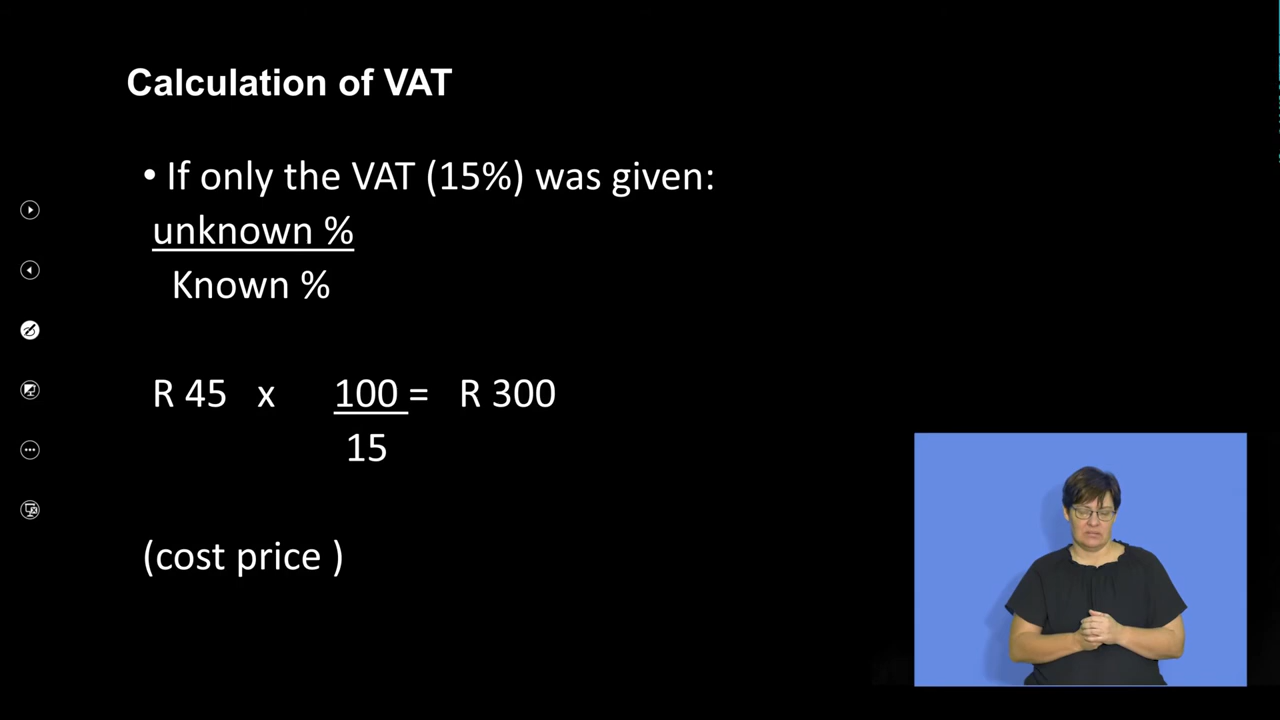 Calculation of VAT
• If only the VAT (15%) was given:
unknown %
Known %
R 45 x 100 = R 300
15
(cost price )